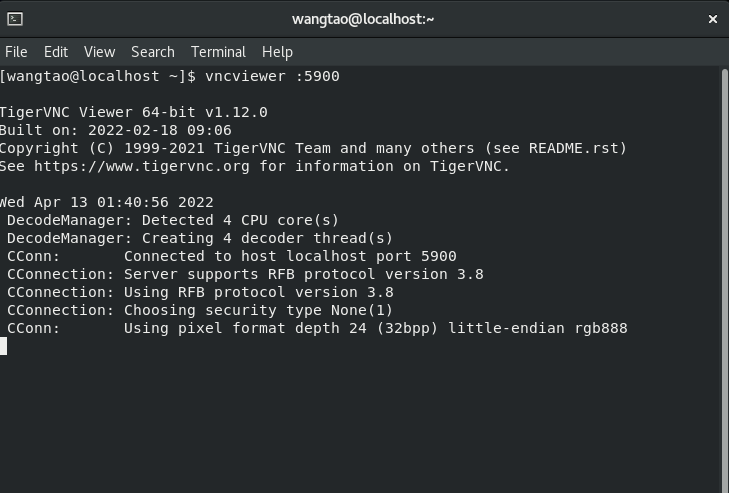 wangtao@localhost:~
File Edit View Search Terminal Help
[wangtao@localhost ~]$ vncviewer :5900
TigerVNC Viewer 64-bit v1.12.0
Built on: 2022-02-18 09:06
Copyright (C) 1999-2021 TigerVNC Team and many others (see README.rst)
See https://www.tigervnc.org for information on TigerVNC.
Wed Apr 13 01:40:56 2022
DecodeManager: Detected 4 CPU core(s)
DecodeManager: Creating 4 decoder thread(s)
CConn: Connected to host localhost port 5900
CConnection: Server supports RFB protocol version 3.8
CConnection: Using RFB protocol version 3.8
CConnection: Choosing security type None(1)
CConn: Using pixel format depth 24 (32bpp) little-endian rgb888